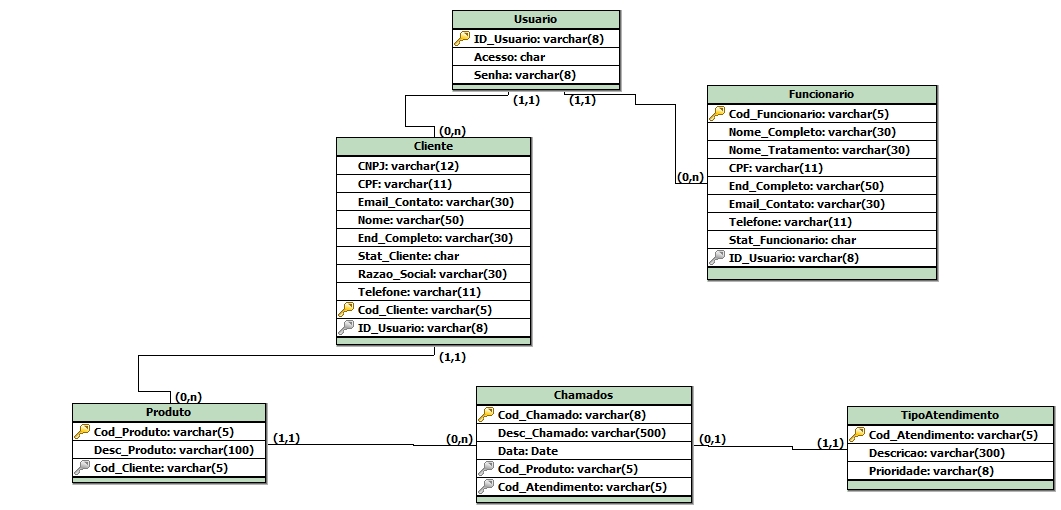 Usuario
ID_Usuario: varchar(8)
Acesso: char
Senha: varchar(8)
(1,1)
(1,1)
(0,n)
(0,n)
Funcionario
Cod_Funcionario: varchar(5)
Nome_Completo: varchar(30)
Nome_Tratamento: varchar(30)
CPF: varchar(11)
End_Completo: varchar(50)
Email_Contato: varchar(30)
Telefone: varchar(11)
Stat_Funcionario: char
ID_Usuario: varchar(8)
Cliente
CNPJ: varchar(12)
CPF: varchar(11)
Email_Contato: varchar(30)
Nome: varchar(50)
End_Completo: varchar(30)
Stat_Cliente: char
Razao_Social: varchar(30)
Telefone: varchar(11)
Cod_Cliente: varchar(5)
ID_Usuario: varchar(8)
(1,1)
(0,n)
Produto
Cod_Produto: varchar(5)
Desc_Produto: varchar(100)
Cod_Cliente: varchar(5)
(1,1)
(0,n)
Chamados
Cod_Chamado: varchar(8)
Desc_Chamado: varchar(500)
Data: Date
Cod_Produto: varchar(5)
Cod_Atendimento: varchar(5)
(0,1)
(1,1)
TipoAtendimento
Cod_Atendimento: varchar(5)
Descricao: varchar(300)
Prioridade: varchar(8)